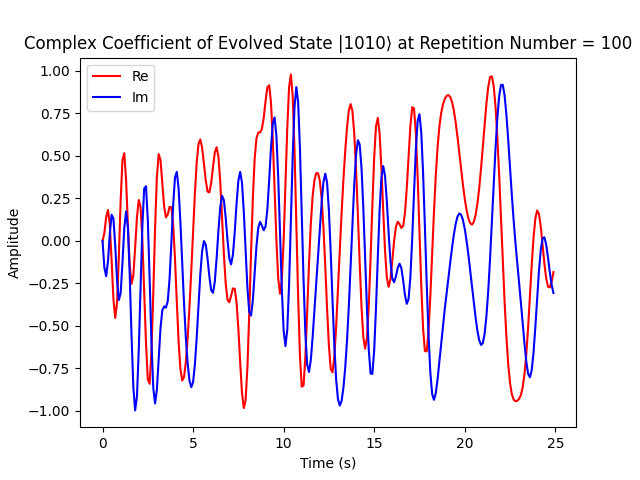 Complex Coefficient of Evolved State |1010⟩ at Repetition Number = 100
Re
Im
Amplitude
1.00
0.75
0.50
0.25
0.00
−0.25
−0.50
−0.75
−1.00
0 5 10 15 20 25
Time (s)